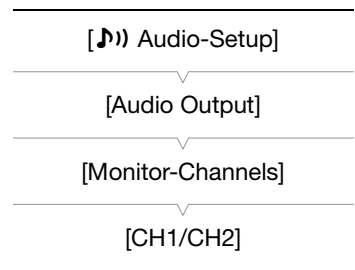 [♪)) Audio-Setup]
[Audio Output]
[Monitor-Channels]
[CH1/CH2]